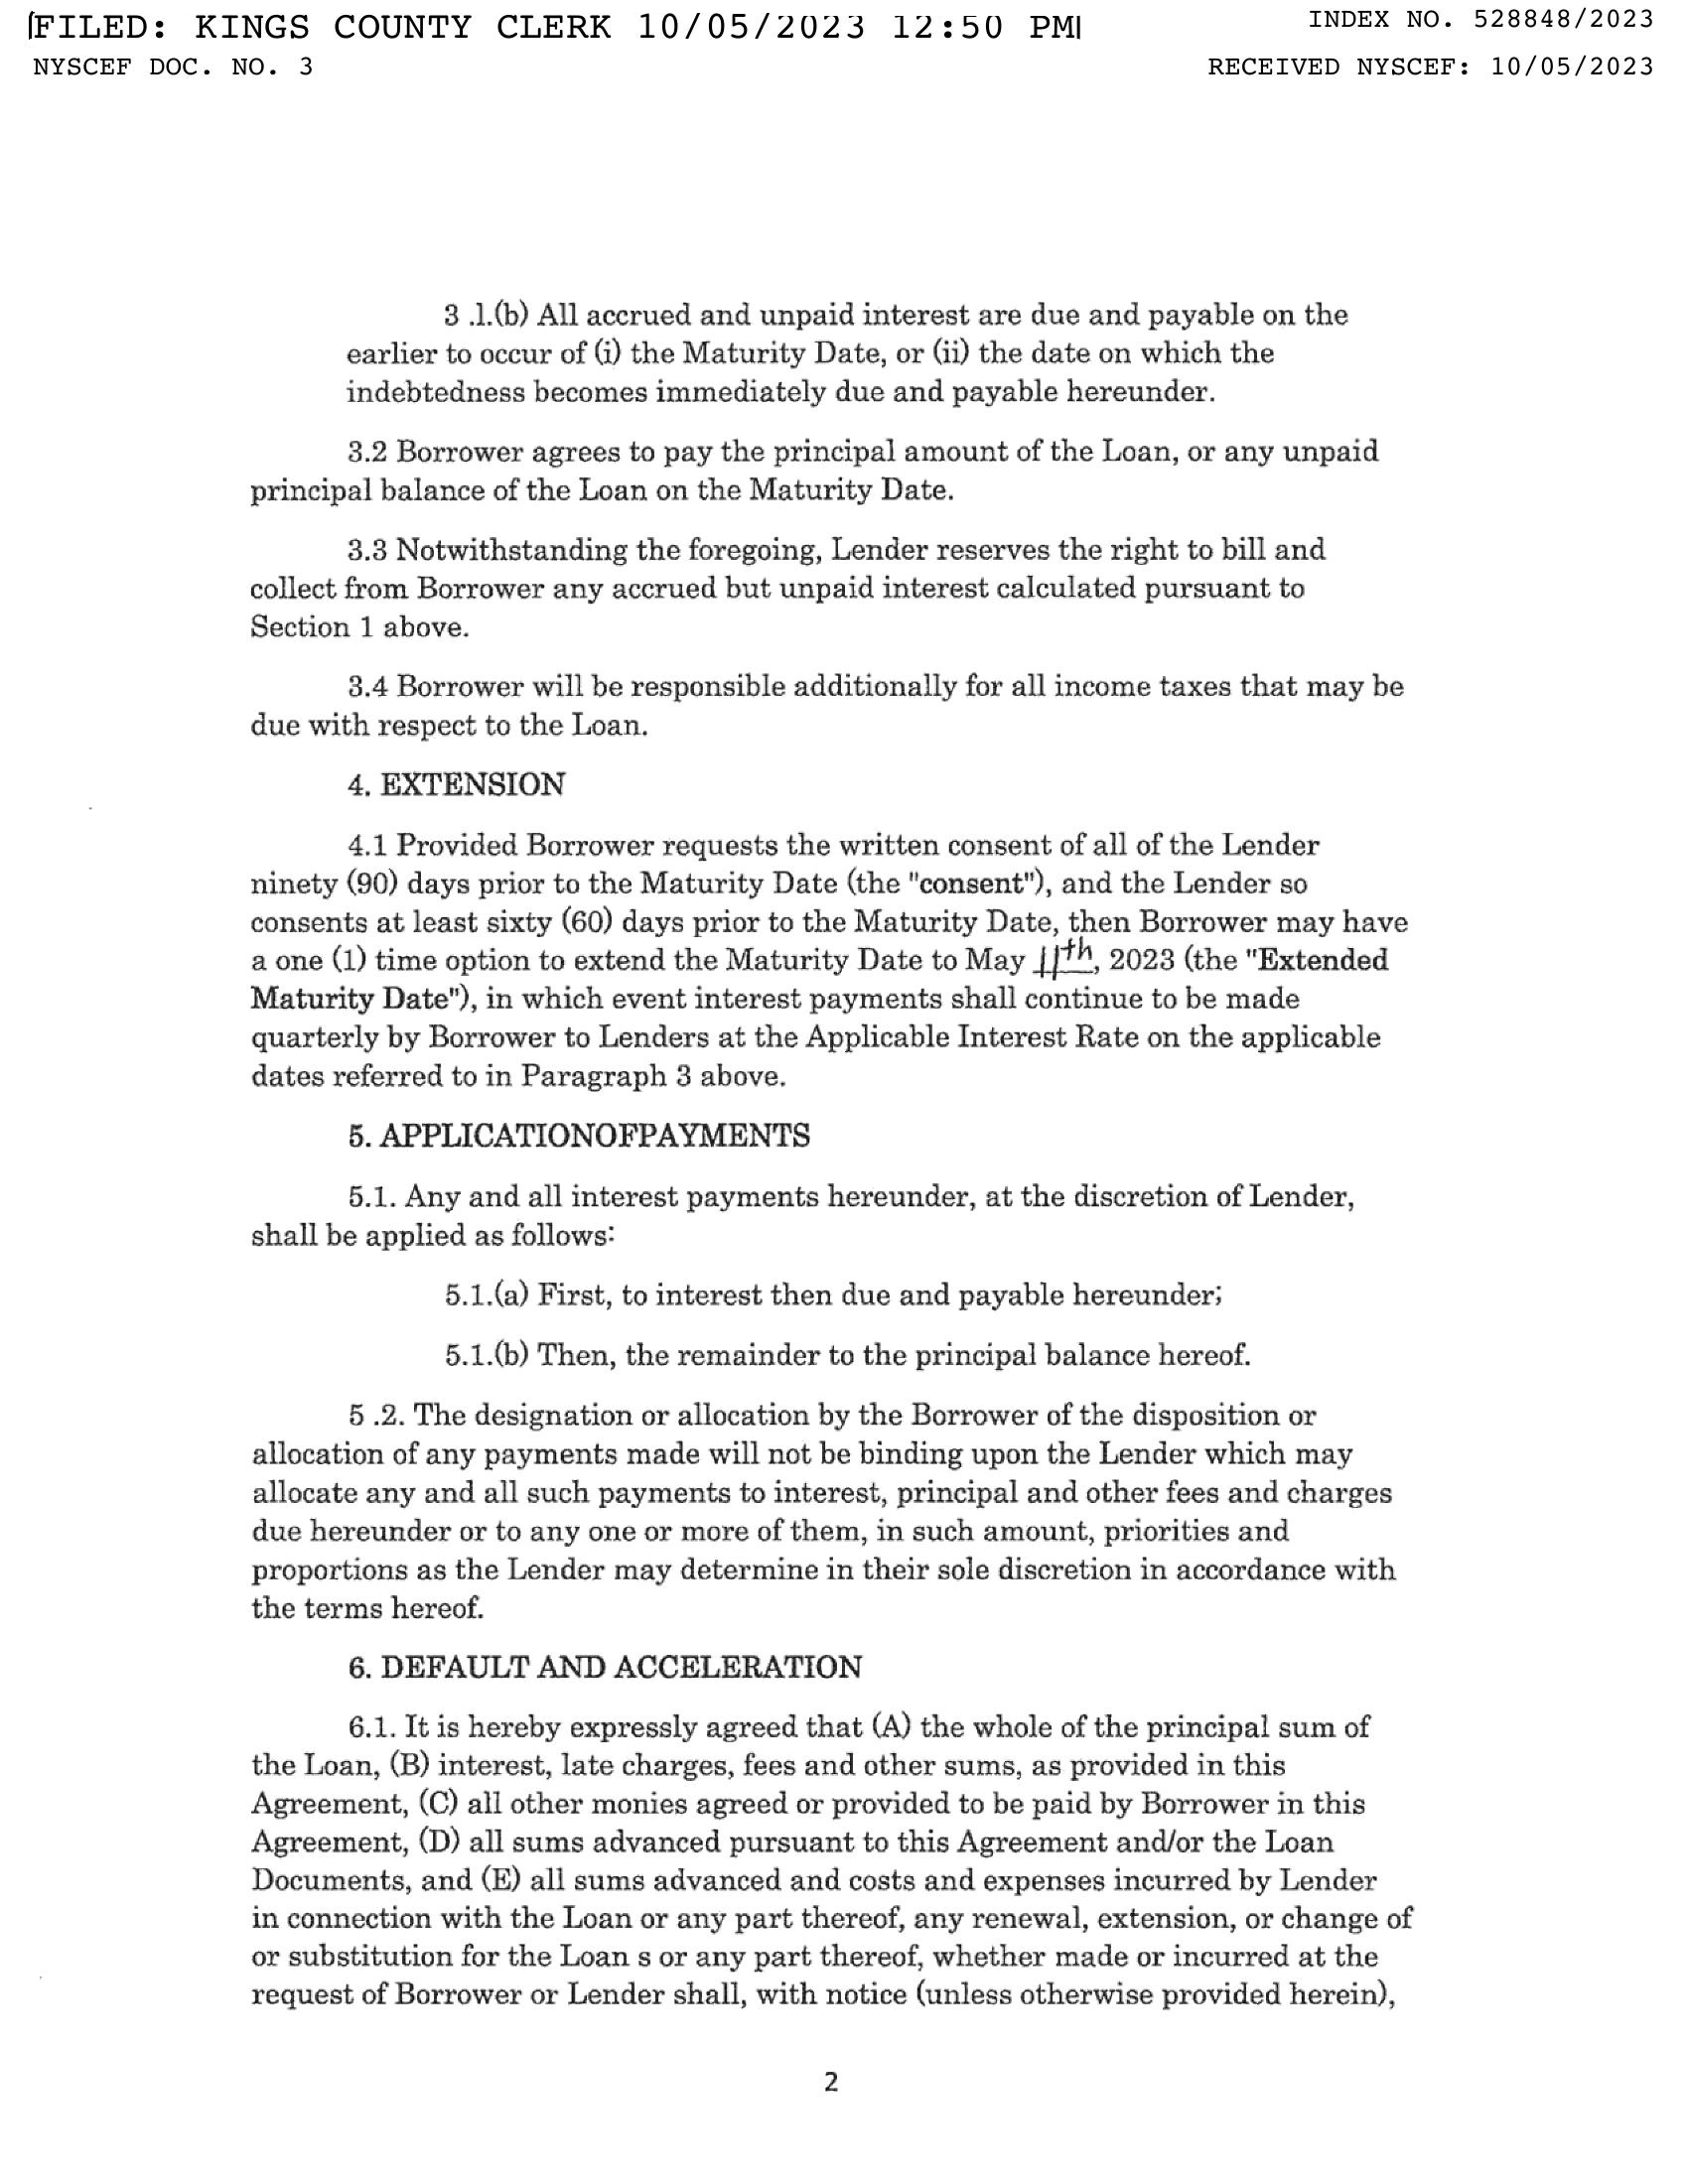 FILED: KINGS COUNTY CLERK 10/05/2023 12:50 PM
INDEX NO. 528848/2023
NYSCEF DOC. NO. 3
RECEIVED NYSCEF: 10/05/2023
3 .l.(b) All accrued and unpaid interest are due and payable on the
earlier to occur of (i) the Maturity Date, or (ii) the date on which the
indebtedness becomes immediately due and payable hereunder.
3.2 Borrower agrees to pay the principal amount of the Loan, or any unpaid
principal balance of the Loan on the Maturity Date.
3.3 Notwithstanding the foregoing, Lender reserves the right to bill and
collect from Borrower any accrued but unpaid interest calculated pursuant to
Section 1 above.
3.4 Borrower will be responsible additionally for all income taxes that may be
due with respect to the Loan.
4. EXTENSION
4.1 Provided Borrower requests the written consent of all of the Lender
ninety (90) days prior to the Maturity Date (the "consent"), and the Lender so
consents at least sixty (60) days prior to the Maturity Date, then Borrower may have
a one (1) time option to extend the Maturity Date to May 11th, 2023 (the "Extended
Maturity Date"), in which event interest payments shall continue to be made
quarterly by Borrower to Lenders at the Applicable Interest Rate on the applicable
dates referred to in Paragraph 3 above.
5. APPLICATIONOFPAYMENTS
5.1. Any and all interest payments hereunder, at the discretion of Lender,
shall be applied as follows:
5.1.(a) First, to interest then due and payable hereunder;
5.1.(b) Then, the remainder to the principal balance hereof.
5 .2. The designation or allocation by the Borrower of the disposition or
allocation of any payments made will not be binding upon the Lender which may
allocate any and all such payments to interest, principal and other fees and charges
due hereunder or to any one or more of them, in such amount, priorities and
proportions as the Lender may determine in their sole discretion in accordance with
the terms hereof.
6. DEFAULT AND ACCELERATION
6.1. It is hereby expressly agreed that (A) the whole of the principal sum of
the Loan, (B) interest, late charges, fees and other sums, as provided in this
Agreement, (C) all other monies agreed or provided to be paid by Borrower in this
Agreement, (D) all sums advanced pursuant to this Agreement and/or the Loan
Documents, and (E) all sums advanced and costs and expenses incurred by Lender
in connection with the Loan or any part thereof, any renewal, extension, or change of
or substitution for the Loan s or any part thereof, whether made or incurred at the
request of Borrower or Lender shall, with notice (unless otherwise provided herein),
2